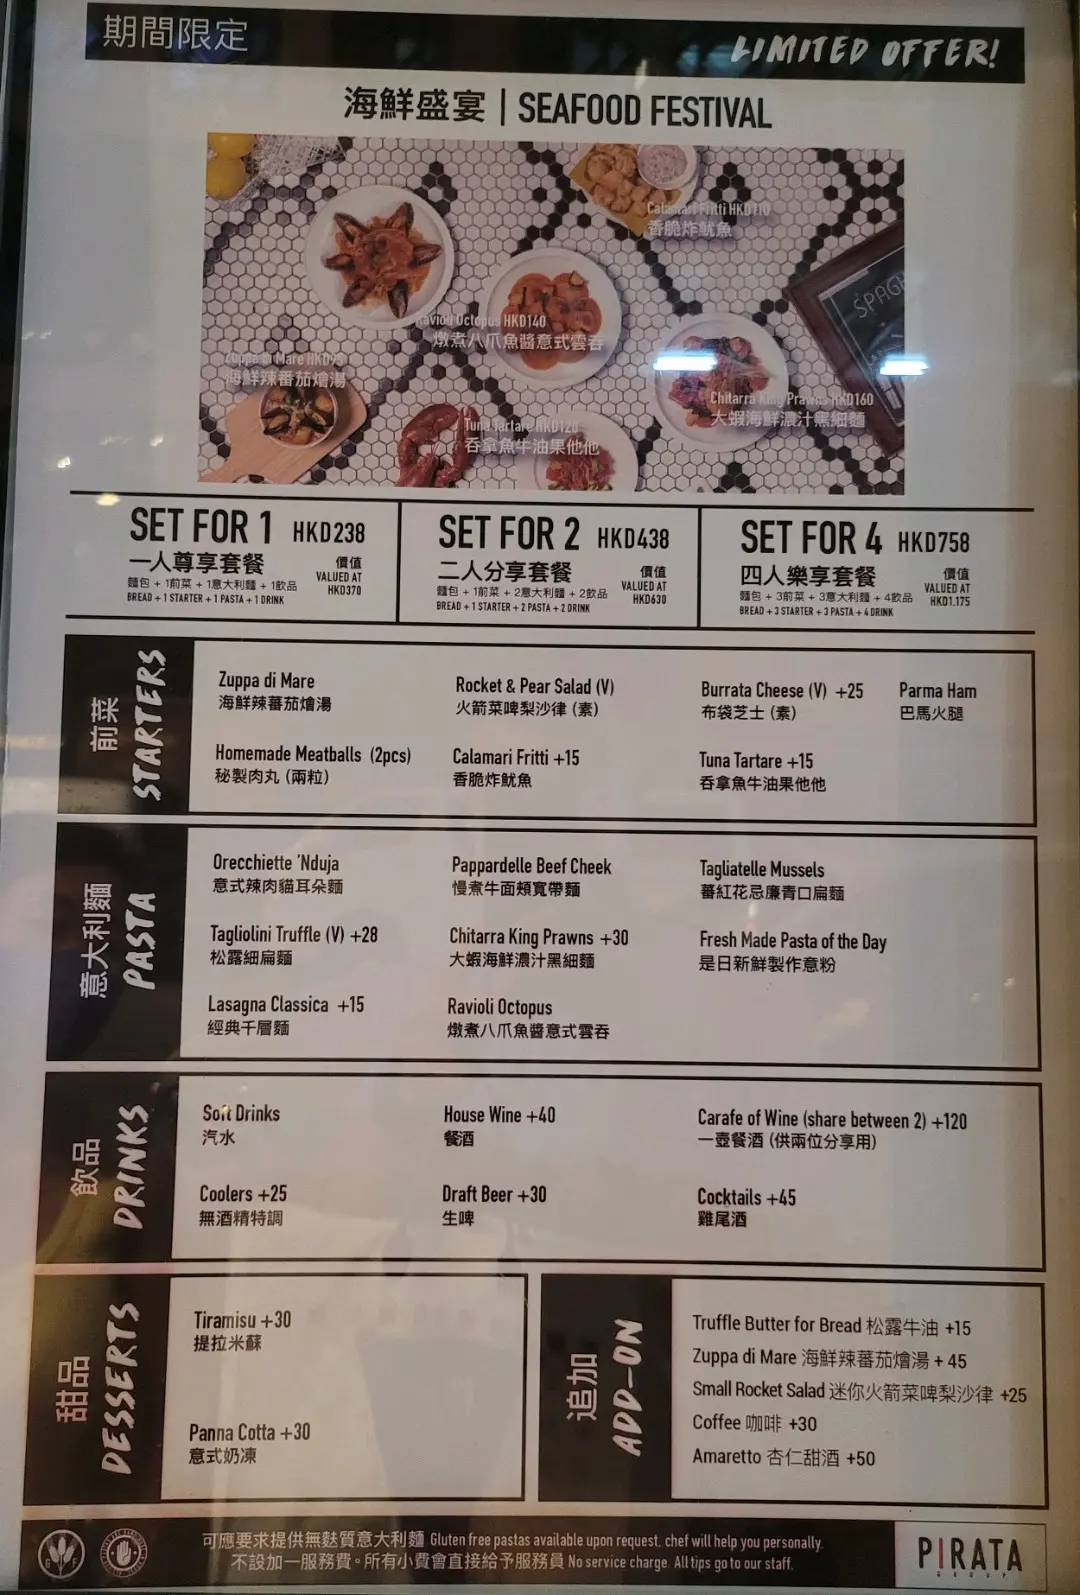 期間限定
LIMITED OFFER!
海鮮盛宴 | SEAFOOD FESTIVAL
Calamari Fritti HKD110
香脆炸魷魚
SPAG
Ravioli Octopus HKD140
燉煮八爪魚醬意式雲吞
Zuppa di Mare HKD95
海鮮辣蕃茄燴湯
Chitarra King Prawns HKD160
大蝦海鮮濃汁黑細麵
Tuna Tartare HKD120
吞拿魚牛油果他他
SET FOR 1 HKD238
一人尊享套餐
價值
VALUED AT
HKD370
麵包 + 1前菜 + 1意大利麵 + 1飲品
BREAD + 1 STARTER + 1 PASTA + 1 DRINK
SET FOR 2 HKD438
二人分享套餐
價值
VALUED AT
HKD630
麵包 + 1前菜 + 2意大利麵 + 2飲品
BREAD + 1 STARTER + 2 PASTA + 2 DRINK
SET FOR 4 HKD758
四人樂享套餐
價值
VALUED AT
HKD1.175
麵包 + 3前菜 + 3意大利麵 + 4飲品
BREAD + 3 STARTER + 3 PASTA + 4 DRINK
前菜
STARTERS
Zuppa di Mare
海鮮辣蕃茄燴湯
Rocket & Pear Salad (V)
火箭菜啤梨沙律 (素)
Burrata Cheese (V) +25
布袋芝士 (素)
Parma Ham
巴馬火腿
Homemade Meatballs (2pcs)
秘製肉丸 (兩粒)
Calamari Fritti +15
香脆炸魷魚
Tuna Tartare +15
吞拿魚牛油果他他
意大利麵
PASTA
Orecchiette 'Nduja
意式辣肉貓耳朵麵
Pappardelle Beef Cheek
慢煮牛面頰寬帶麵
Tagliatelle Mussels
蕃紅花忌廉青口扁麵
Tagliolini Truffle (V) +28
松露細扁麵
Chitarra King Prawns +30
大蝦海鮮濃汁黑細麵
Fresh Made Pasta of the Day
是日新鮮製作意粉
Lasagna Classica +15
經典千層麵
Ravioli Octopus
燉煮八爪魚醬意式雲吞
飲品
DRINKS
Soft Drinks
汽水
House Wine +40
餐酒
Carafe of Wine (share between 2) +120
一壺餐酒 (供兩位分享用)
Coolers +25
無酒精特調
Draft Beer +30
生啤
Cocktails +45
雞尾酒
甜品
DESSERTS
Tiramisu +30
提拉米蘇
Panna Cotta +30
意式奶凍
追加
ADD-ON
Truffle Butter for Bread 松露牛油 +15
Zuppa di Mare 海鮮辣蕃茄燴湯 + 45
Small Rocket Salad 迷你火箭菜啤梨沙律 +25
Coffee 咖啡 +30
Amaretto 杏仁甜酒 +50
G F
可應要求提供無麩質意大利麵 Gluten free pastas available upon request, chef will help you personally.
不設加一服務費。所有小費會直接給予服務員 No service charge. All tips go to our staff.
PIRATA
GROUP